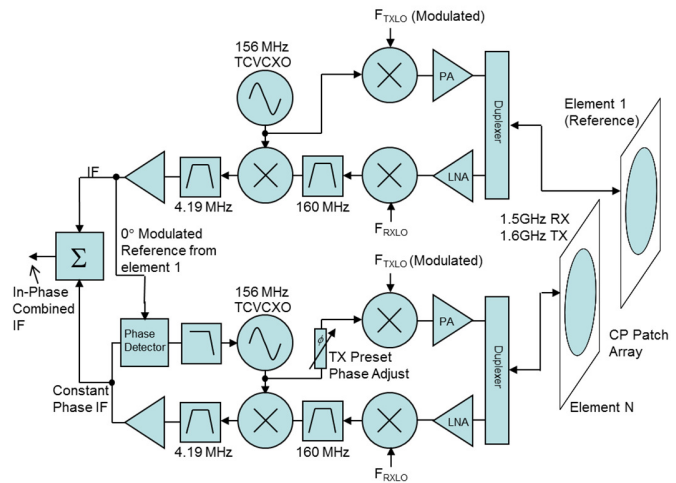 F_TXLO (Modulated)
156 MHz
TCVCXO
PA
Duplexer
Element 1
(Reference)
IF
4.19 MHz
160 MHz
LNA
F_RXLO
Σ
0° Modulated
Reference from
element 1
1.5GHz RX
1.6GHz TX
In-Phase
Combined
IF
156 MHz
TCVCXO
F_TXLO (Modulated)
PA
Phase
Detector
ø
TX Preset
Phase Adjust
Duplexer
CP Patch
Array
Constant
Phase IF
Element N
4.19 MHz
160 MHz
LNA
F_RXLO